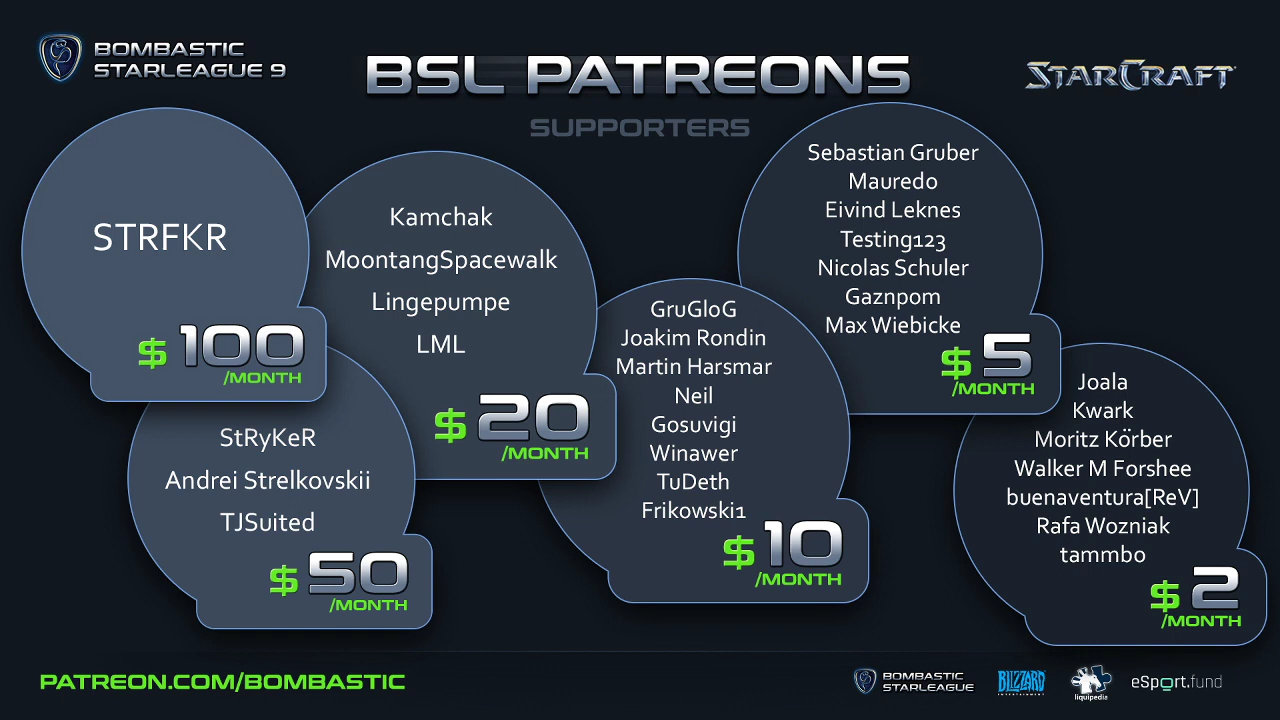 BOMBASTIC
STARLEAGUE 9
BSL PATREONS
SUPPORTERS
STARCRAFT
STRFKR
$ 100
/MONTH
StRyKeR
Andrei Strelkovskii
TJSuited
$ 50
/MONTH
Kamchak
MoontangSpacewalk
Lingepumpe
LML
$ 20
/MONTH
GruGloG
Joakim Rondin
Martin Harsmar
Neil
Gosuvigi
Winawer
TuDeth
Frikowski1
$ 10
/MONTH
Sebastian Gruber
Mauredo
Eivind Leknes
Testing123
Nicolas Schuler
Gaznpom
Max Wiebicke
$ 5
/MONTH
Joala
Kwark
Moritz Körber
Walker M Forshee
buenaventura[ReV]
Rafa Wozniak
tammbo
$ 2
/MONTH
PATREON.COM/BOMBASTIC
BOMBASTIC
STARLEAGUE
BLIZZARD
ENTERTAINMENT
liquipedia
eSport.fund